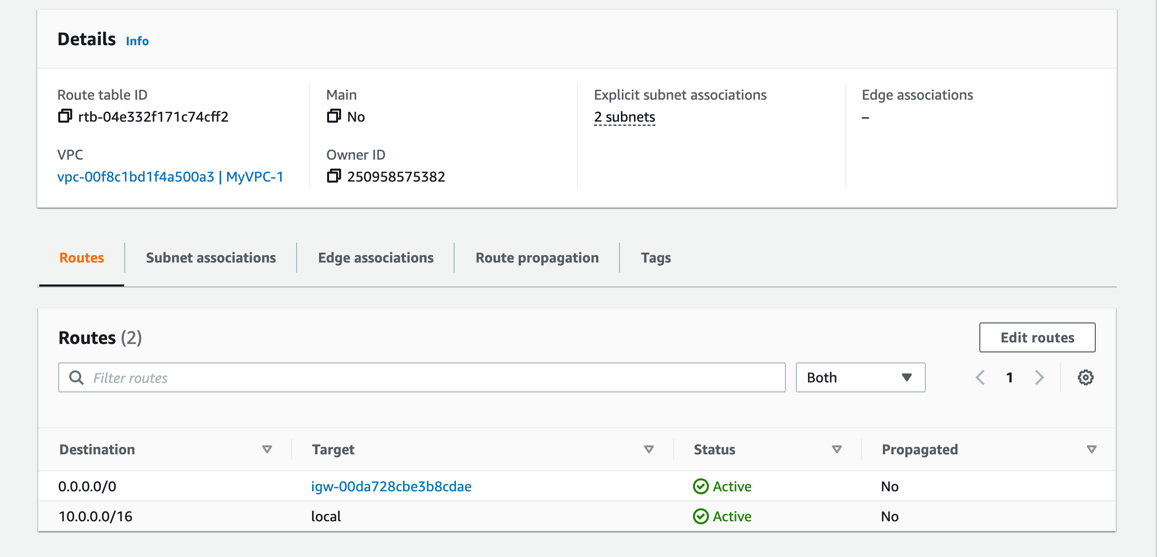 Details Info
Route table ID
rtb-04e332f171c74cff2
Main
No
Explicit subnet associations
2 subnets
Edge associations
–
VPC
vpc-00f8c1bd1f4a500a3 | MyVPC-1
Owner ID
250958575382
Routes Subnet associations Edge associations Route propagation Tags
Routes (2)
Edit routes
Filter routes
Both
1
Destination Target Status Propagated
0.0.0.0/0 igw-00da728cbe3b8cdae Active No
10.0.0.0/16 local Active No